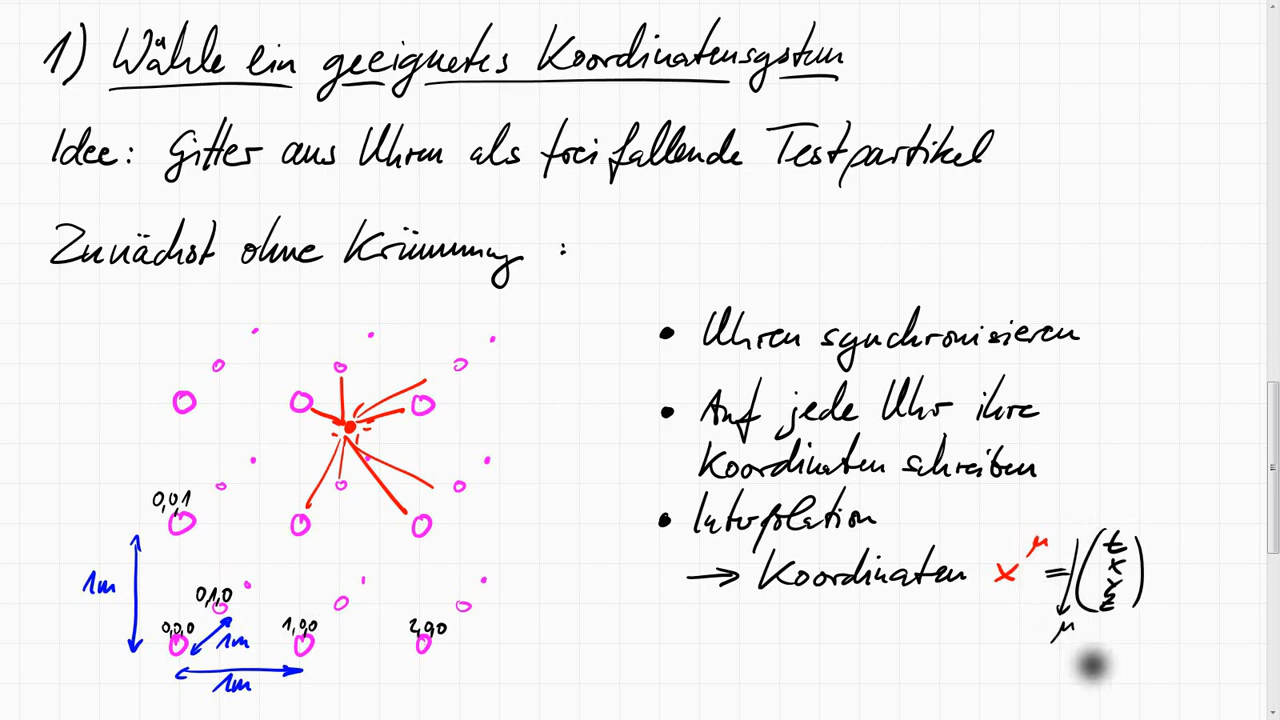 1) Wähle ein geeignetes Koordinatensystem
Idee: Gitter aus Uhren als frei fallende Testpartikel
Zunächst ohne Krümmung :
• Uhren synchronisieren
• Auf jede Uhr ihre
Koordinaten schreiben
• Interpolation
→ Koordinaten x^μ = ↓μ (t x y z)
0,0,1
1m
0,1,0
0,0,0
1m
1,0,0
2,0,0
1m